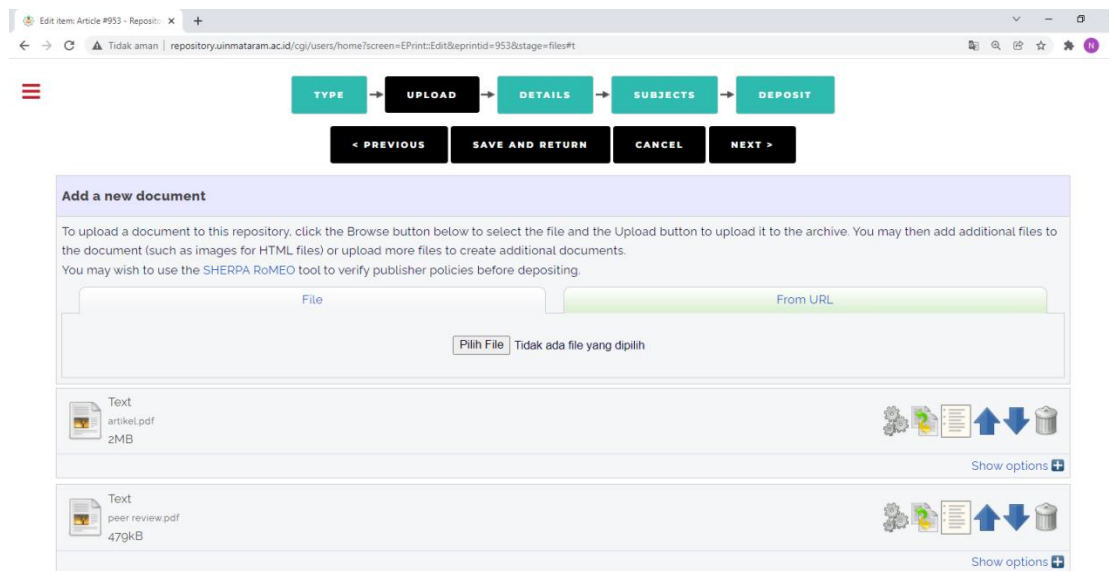 Edit item: Article #953 - Reposito
Tidak aman | repository.uinmataram.ac.id/cgi/users/home?screen=EPrint::Edit&eprintid=953&stage=files#t
N
TYPE UPLOAD DETAILS SUBJECTS DEPOSIT
< PREVIOUS SAVE AND RETURN CANCEL NEXT >
Add a new document
To upload a document to this repository, click the Browse button below to select the file and the Upload button to upload it to the archive. You may then add additional files to
the document (such as images for HTML files) or upload more files to create additional documents.
You may wish to use the SHERPA RoMEO tool to verify publisher policies before depositing.
File From URL
Pilih File Tidak ada file yang dipilih
Text
artikel.pdf
2MB
Show options
Text
peer review.pdf
479kB
Show options